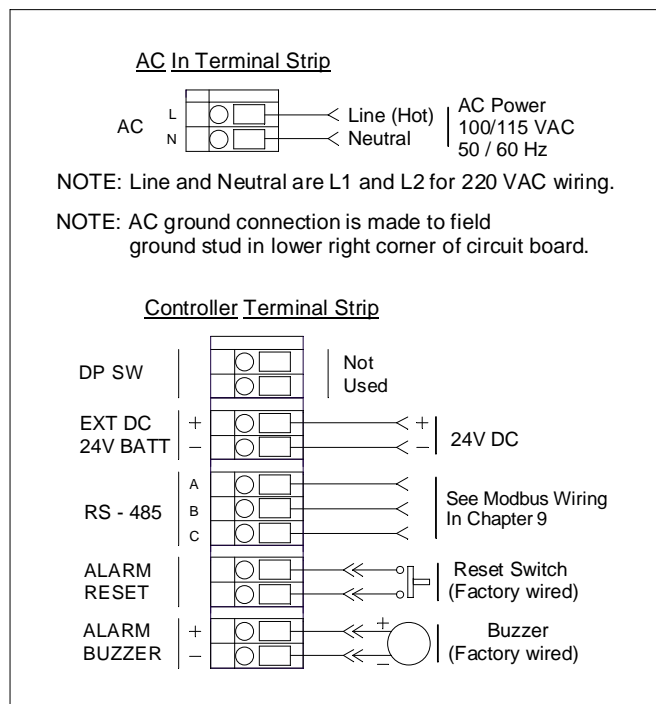 AC In Terminal Strip
AC
L
N
Line (Hot)
Neutral
AC Power
100/115 VAC
50 / 60 Hz
NOTE: Line and Neutral are L1 and L2 for 220 VAC wiring.
NOTE: AC ground connection is made to field
ground stud in lower right corner of circuit board.
Controller Terminal Strip
DP SW
Not
Used
EXT DC
24V BATT
+
−
+
−
24V DC
RS - 485
A
B
C
See Modbus Wiring
In Chapter 9
ALARM
RESET
Reset Switch
(Factory wired)
ALARM
BUZZER
+
−
+
−
Buzzer
(Factory wired)